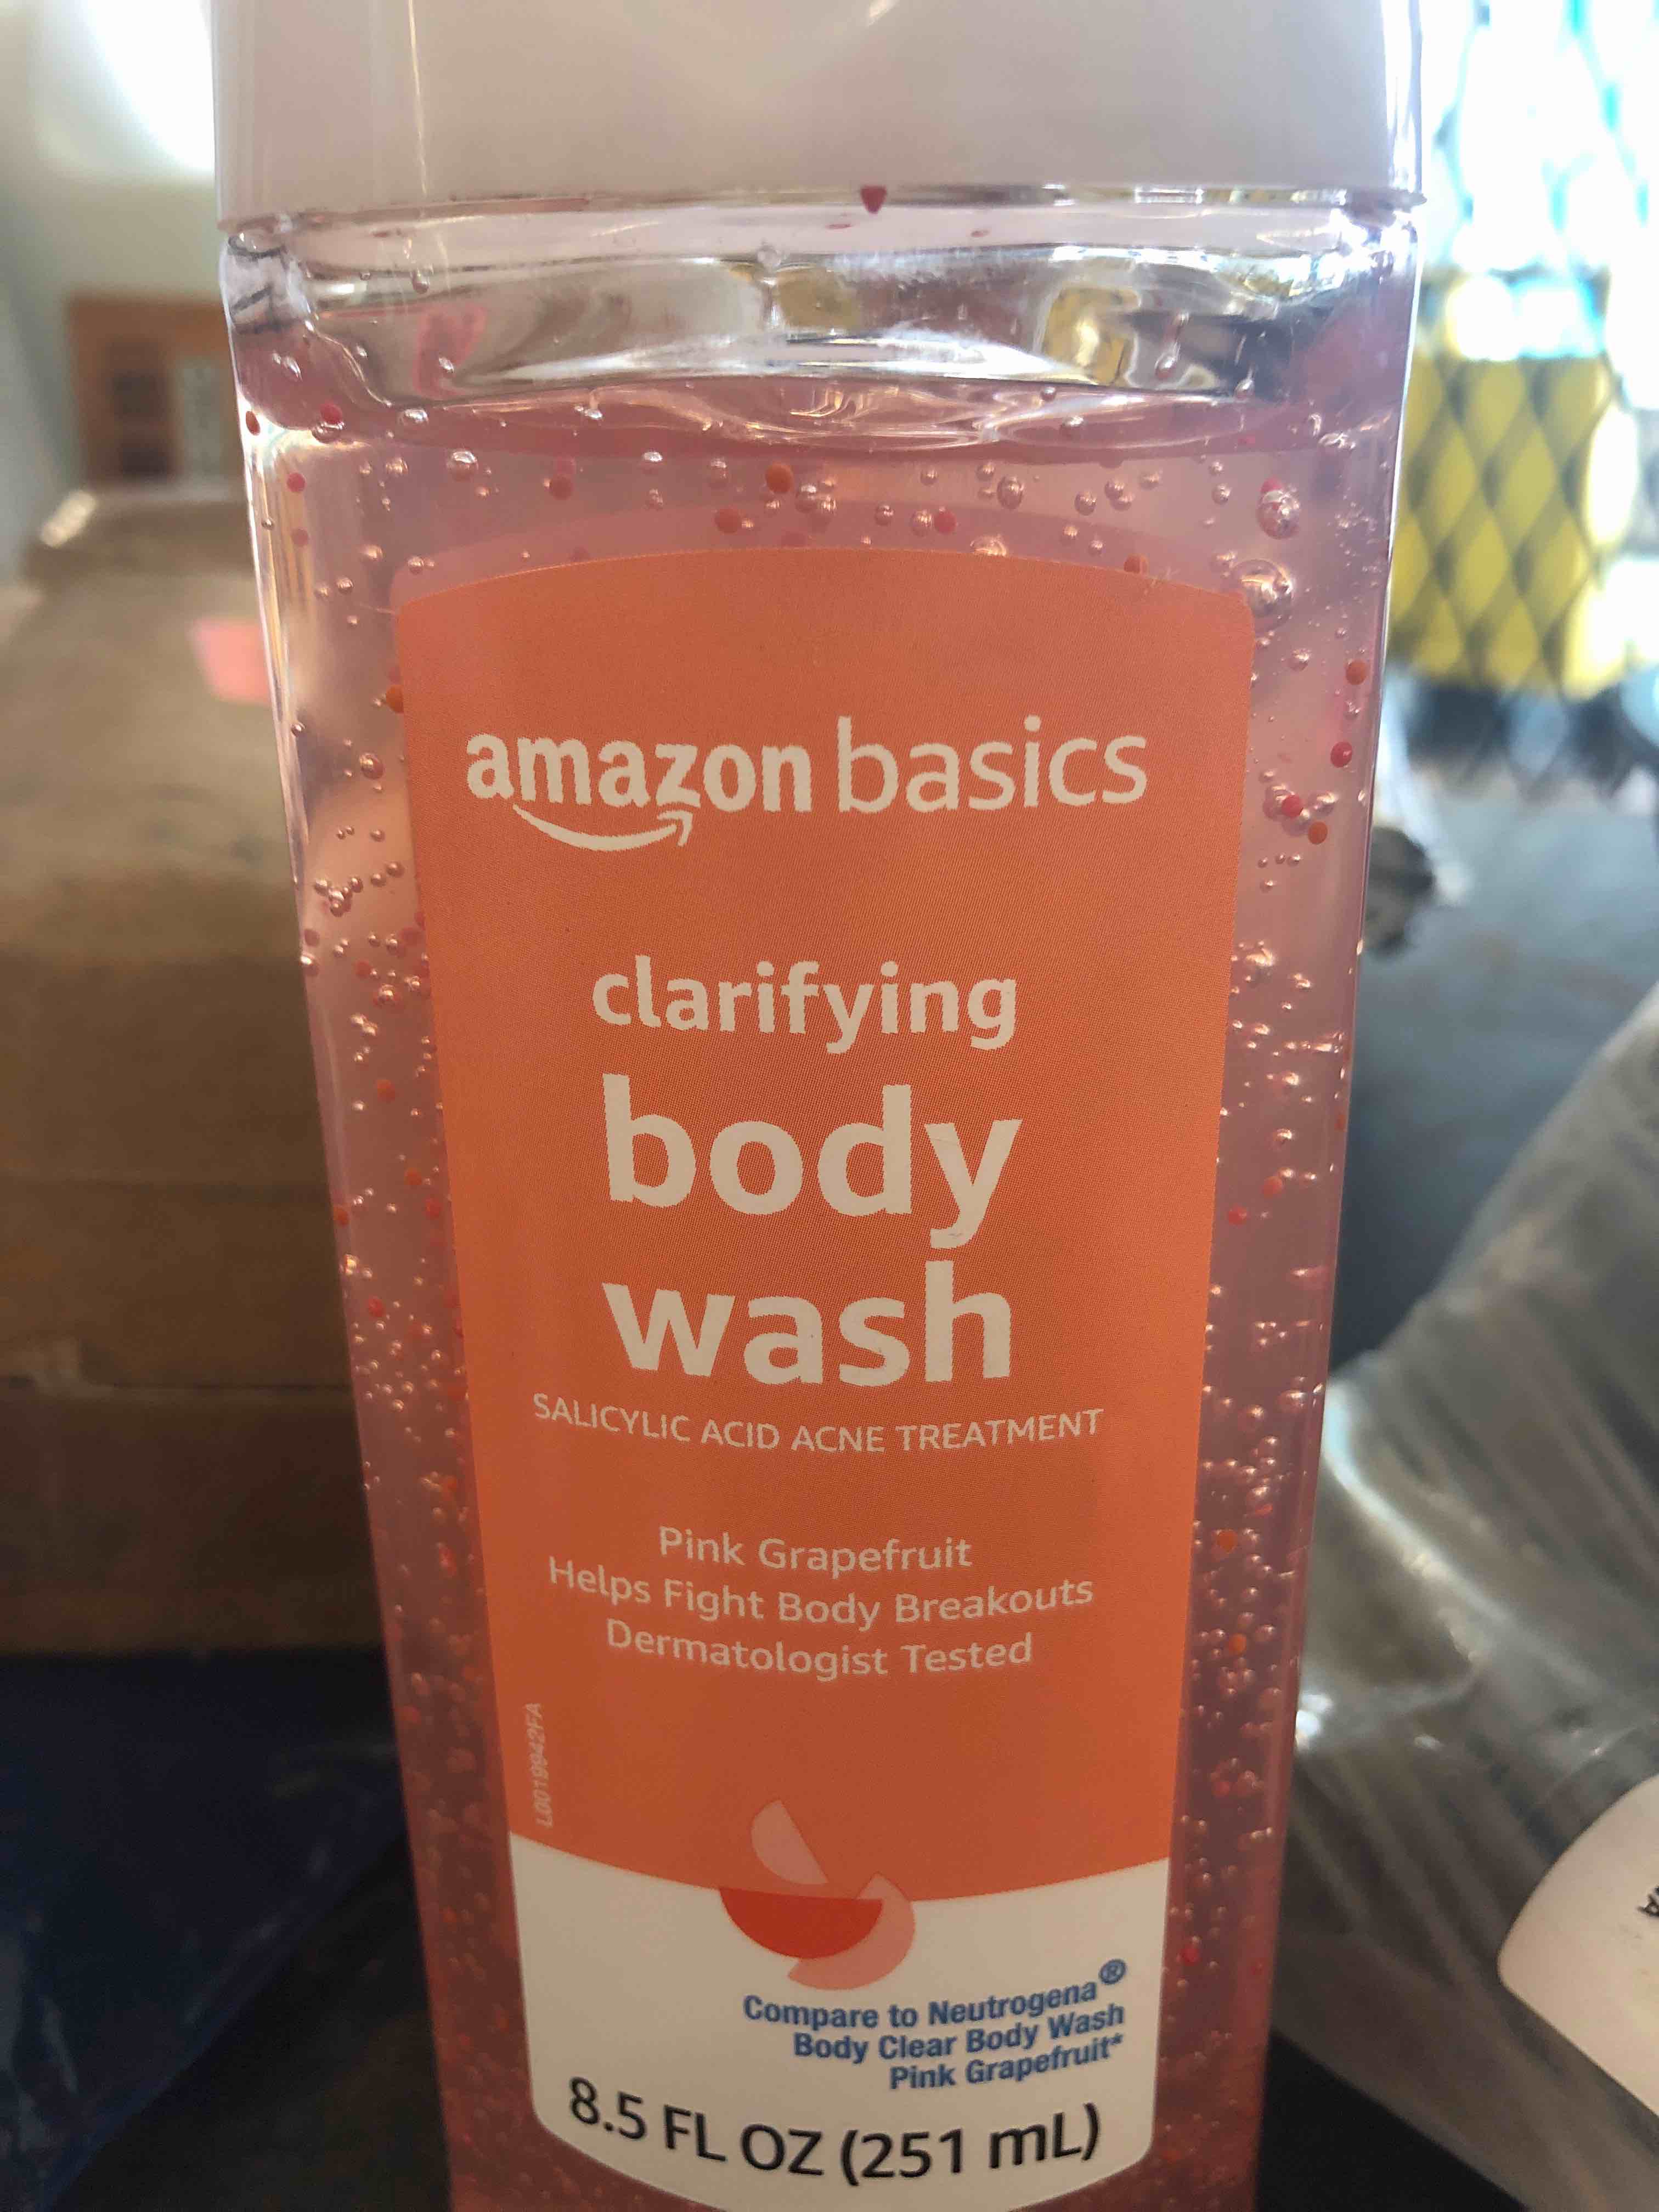 amazon basics
clarifying
body
wash
SALICYLIC ACID ACNE TREATMENT
Pink Grapefruit
Helps Fight Body Breakouts
Dermatologist Tested
L0019942FA
Compare to Neutrogena®
Body Clear Body Wash
Pink Grapefruit*
8.5 FL OZ (251 mL)